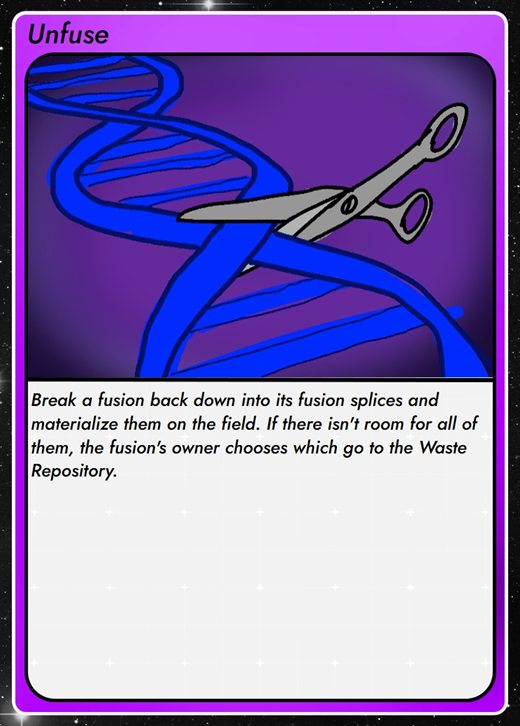 Unfuse
Break a fusion back down into its fusion splices and
materialize them on the field. If there isn't room for all of
them, the fusion's owner chooses which go to the Waste
Repository.